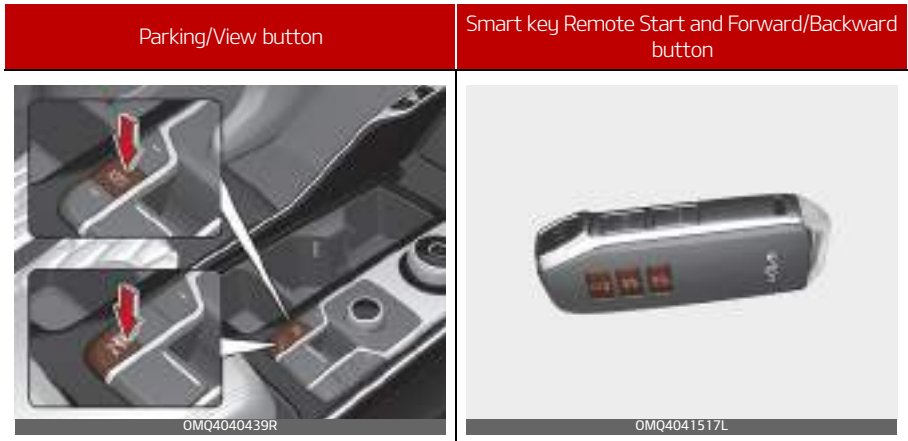 Parking/View button
Smart key Remote Start and Forward/Backward
button
OMQ4040439R
OMQ4041517L